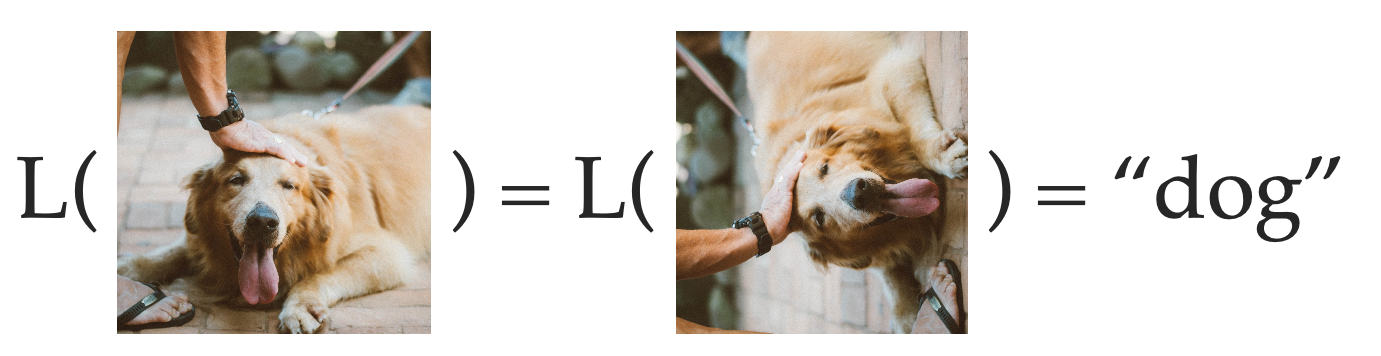 L( ) = L( ) = “dog”